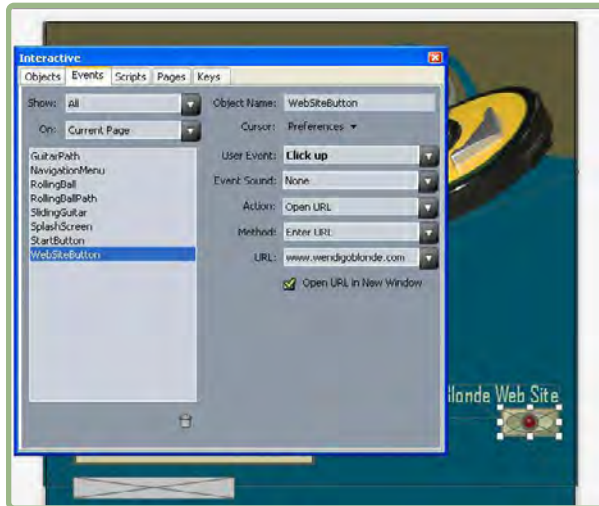 Interactive
Objects Events Scripts Pages Keys
Show: All
On: Current Page
GuitarPath
NavigationMenu
RollingBall
RollingBallPath
SlidingGuitar
SplashScreen
StartButton
WebSiteButton
Object Name: WebSiteButton
Cursor: Preferences
User Event: Click up
Event Sound: None
Action: Open URL
Method: Enter URL
URL: www.wendigoblonde.com
Open URL in New Window
Blonde Web Site